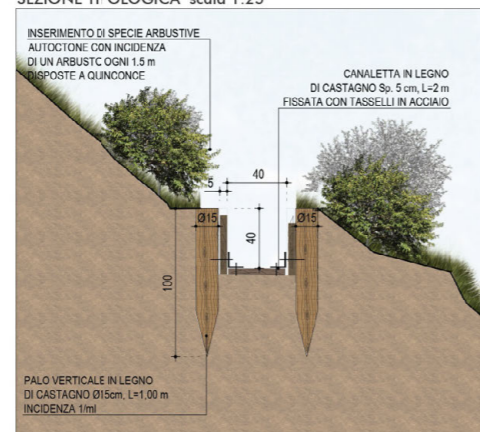 SEZIONE TIPOLOGICA scala 1:25
INSERIMENTO DI SPECIE ARBUSTIVE
AUTOCTONE CON INCIDENZA
DI UN ARBUSTO OGNI 1.5 m
DISPOSTE A QUINCONCE
CANALETTA IN LEGNO
DI CASTAGNO Sp. 5 cm, L=2 m
FISSATA CON TASSELLI IN ACCIAIO
5
40
Ø15
40
Ø15
100
PALO VERTICALE IN LEGNO
DI CASTAGNO Ø15cm, L=1,00 m
INCIDENZA 1/ml